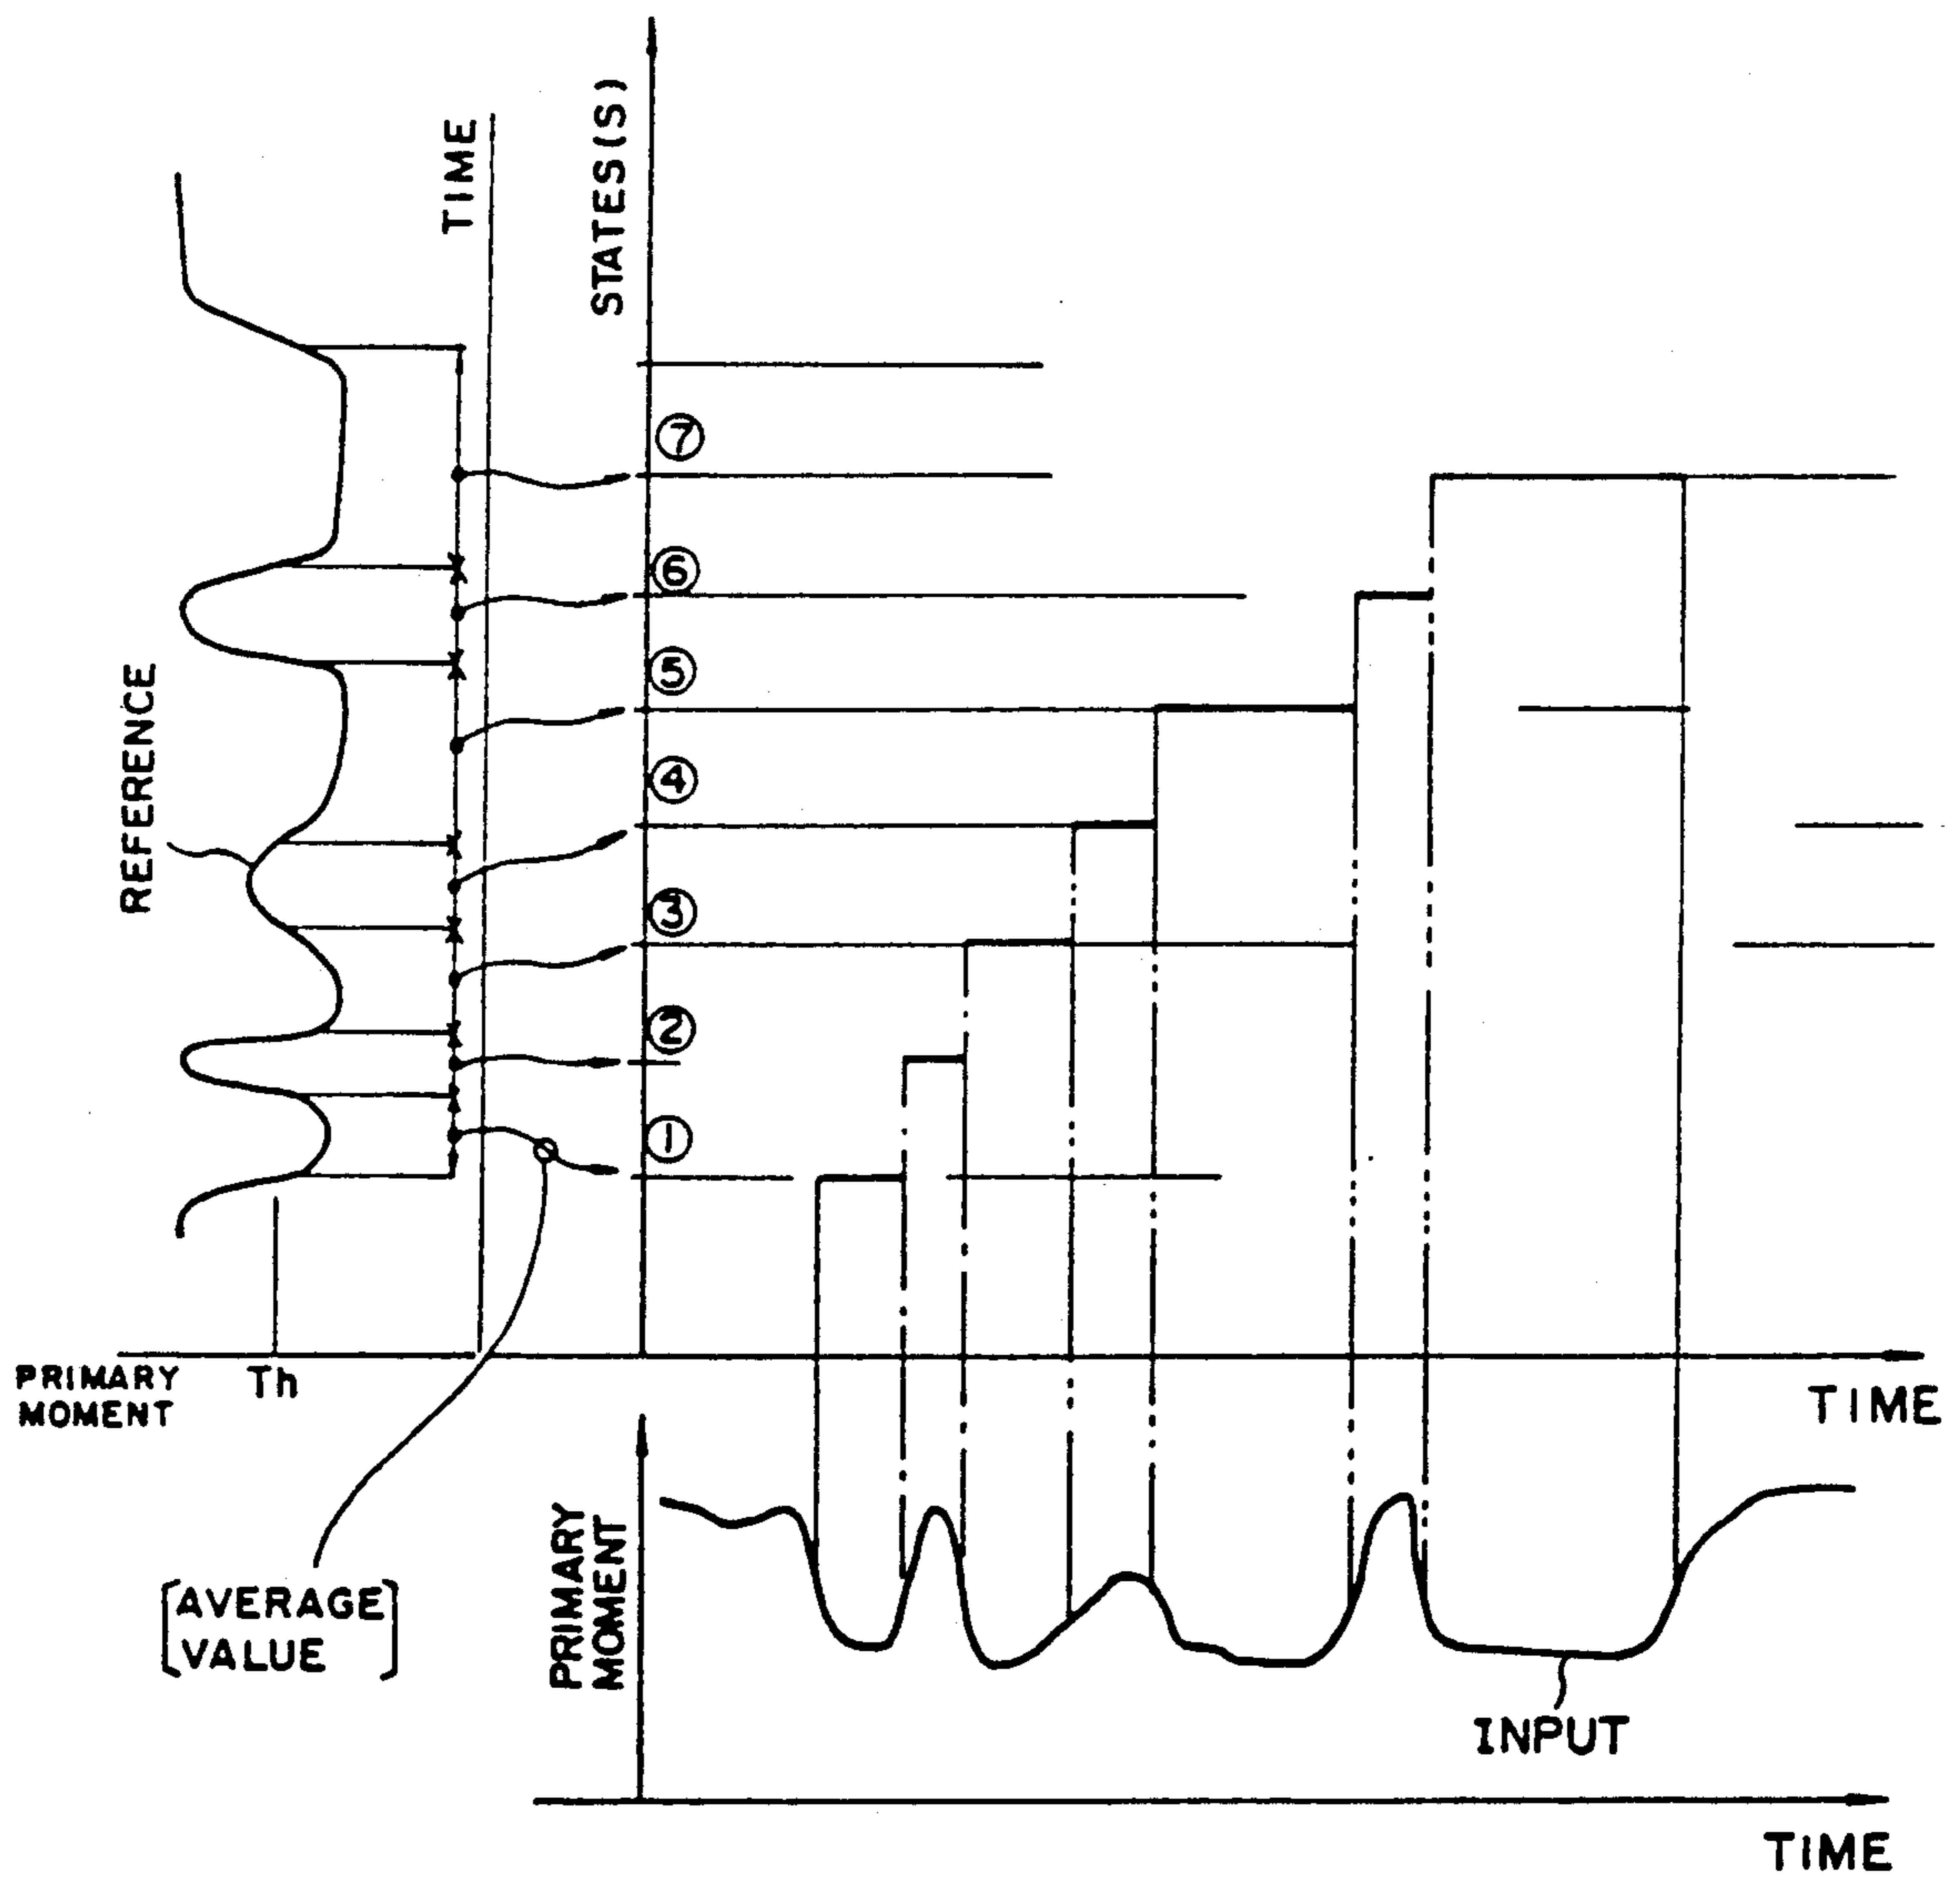 TIME
STATES(S)
⑦
⑥
⑤
REFERENCE
④
③
②
①
PRIMARY
MOMENT
Th
TIME
PRIMARY
MOMENT
[AVERAGE
VALUE]
INPUT
TIME